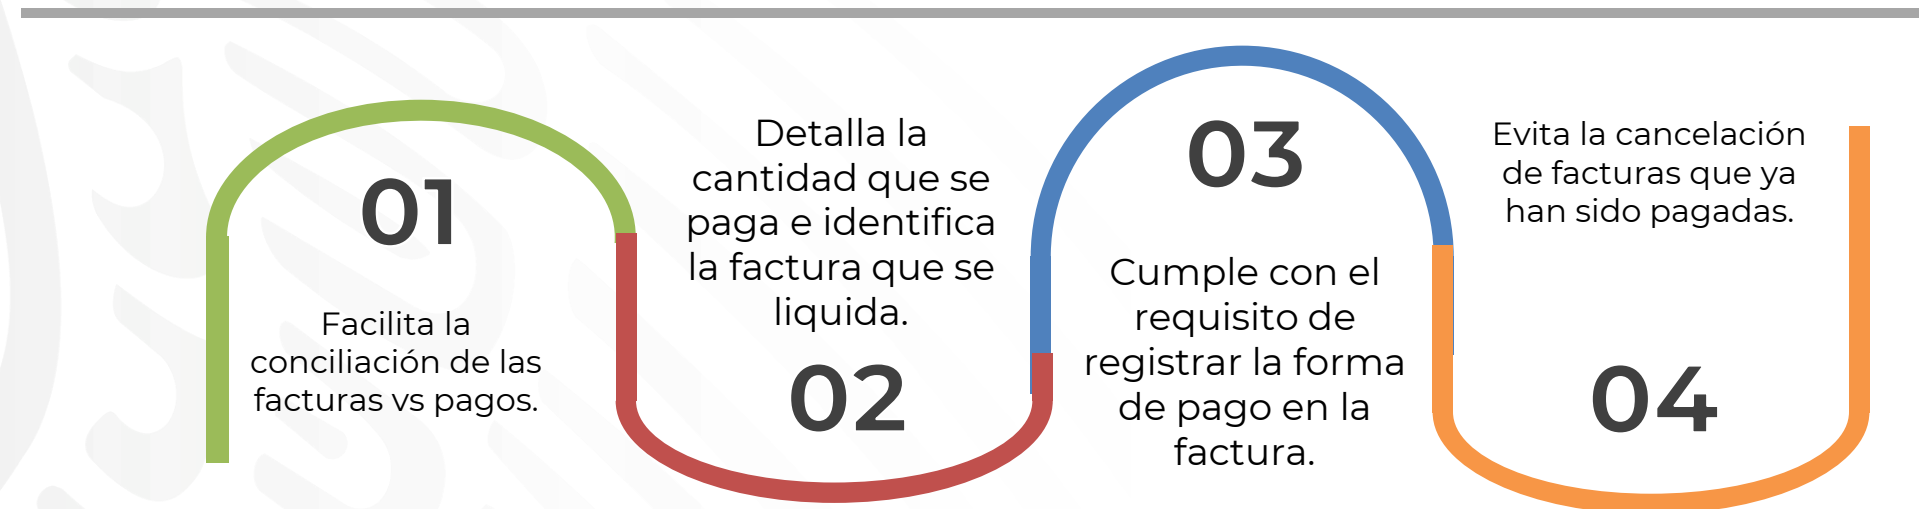 01
Facilita la
conciliación de las
facturas vs pagos.
Detalla la
cantidad que se
paga e identifica
la factura que se
liquida.
02
03
Cumple con el
requisito de
registrar la forma
de pago en la
factura.
Evita la cancelación
de facturas que ya
han sido pagadas.
04